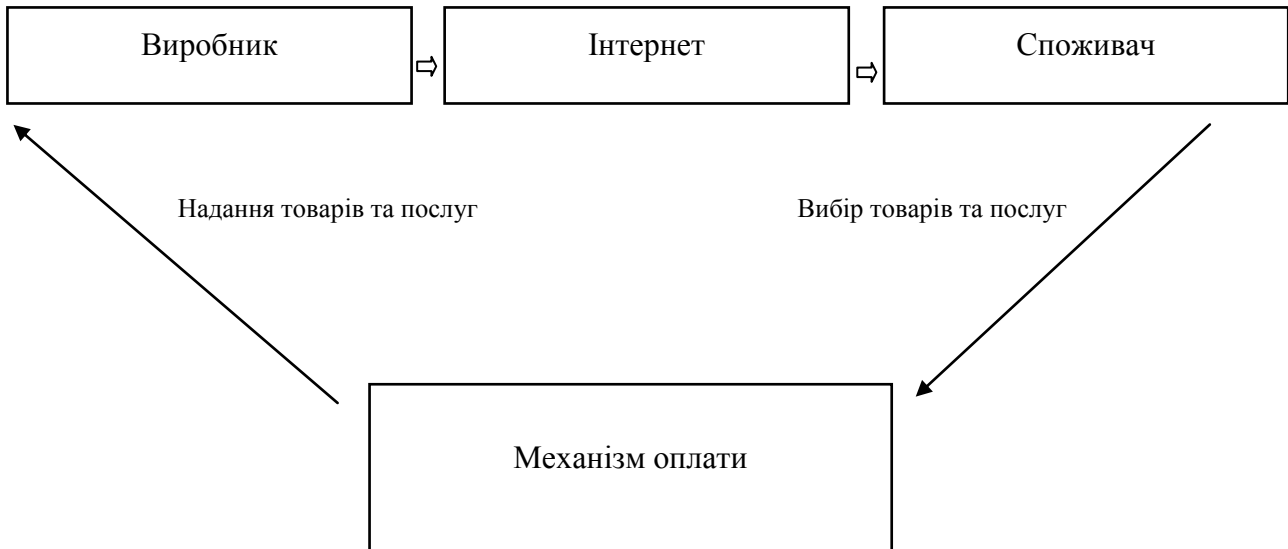 Виробник
Інтернет
Споживач
Надання товарів та послуг
Вибір товарів та послуг
Механізм оплати